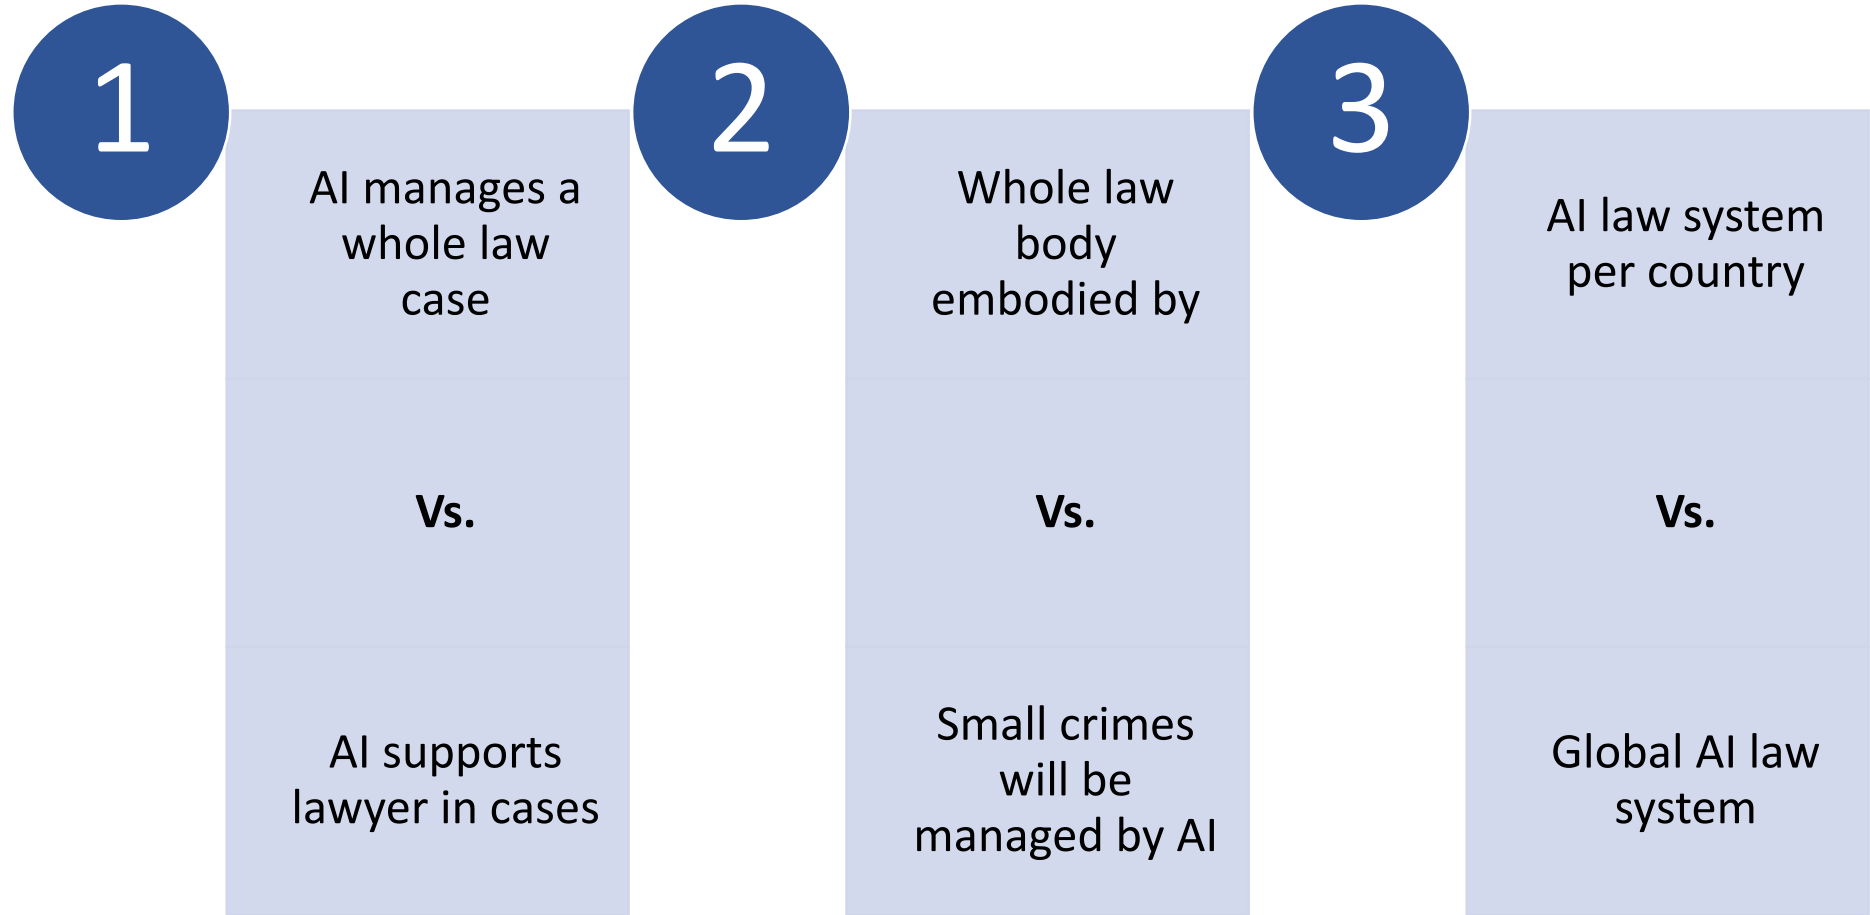 1
AI manages a
whole law
case
Vs.
AI supports
lawyer in cases
2
Whole law
body
embodied by
Vs.
Small crimes
will be
managed by AI
3
AI law system
per country
Vs.
Global AI law
system